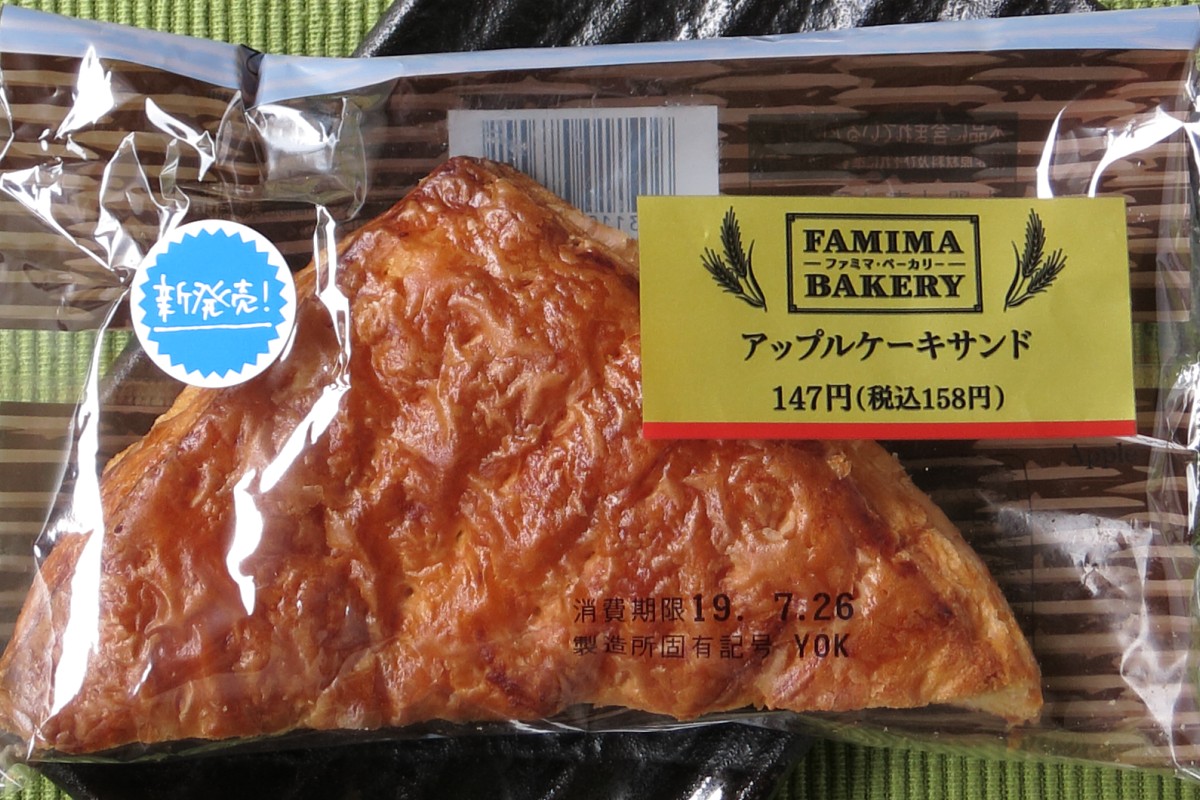 新発売!
FAMIMA
ファミマ・ベーカリー
BAKERY
アップルケーキサンド
147円(税込158円)
Apple
消費期限19. 7.26
製造所固有記号 YOK